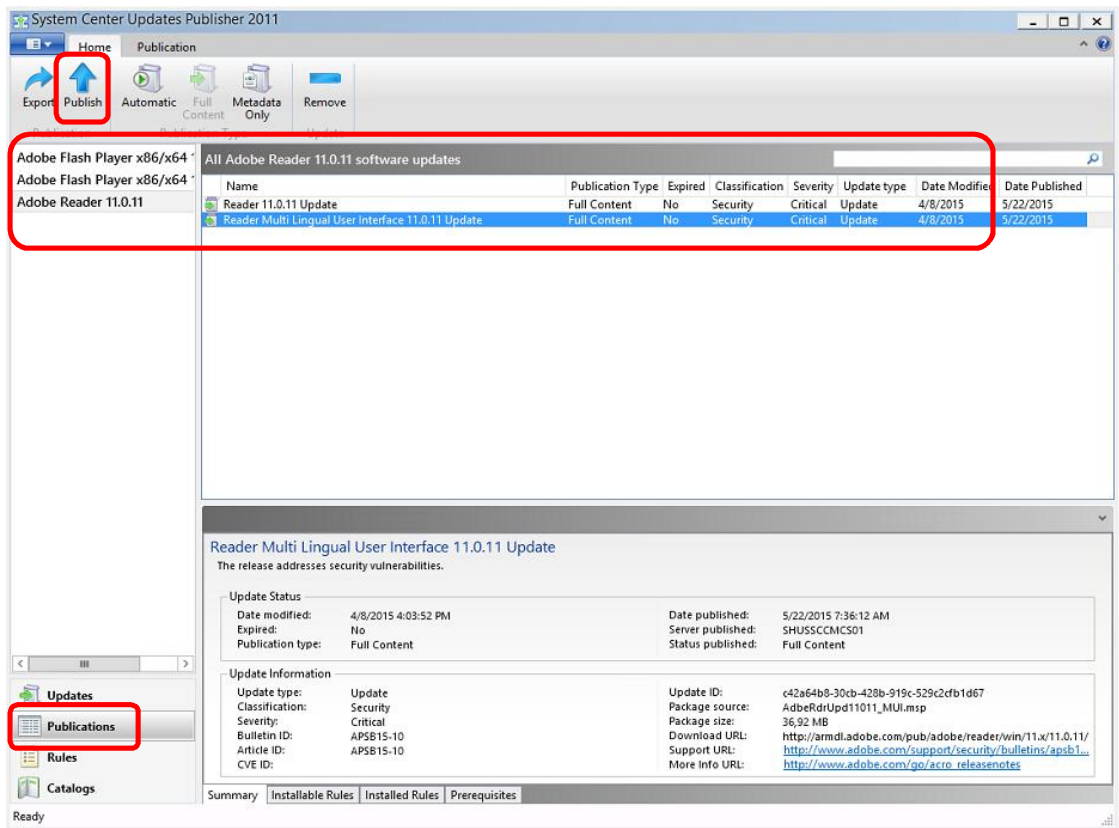 System Center Updates Publisher 2011
Home Publication
Export Publish Automatic Full Content Metadata Only Remove
Publication Publication Type Update
Adobe Flash Player x86/x64
Adobe Flash Player x86/x64
Adobe Reader 11.0.11
All Adobe Reader 11.0.11 software updates
Name Publication Type Expired Classification Severity Update type Date Modified Date Published
Reader 11.0.11 Update Full Content No Security Critical Update 4/8/2015 5/22/2015
Reader Multi Lingual User Interface 11.0.11 Update Full Content No Security Critical Update 4/8/2015 5/22/2015
Reader Multi Lingual User Interface 11.0.11 Update
The release addresses security vulnerabilities.
Update Status
Date modified: 4/8/2015 4:03:52 PM Date published: 5/22/2015 7:36:12 AM
Expired: No Server published: SHUSSCCMCS01
Publication type: Full Content Status published: Full Content
Update Information
Update type: Update Update ID: c42a64b8-30cb-428b-919c-529c2cfb1d67
Classification: Security Package source: AdbeRdrUpd11011_MUI.msp
Severity: Critical Package size: 36,92 MB
Bulletin ID: APSB15-10 Download URL: http://armdl.adobe.com/pub/adobe/reader/win/11.x/11.0.11/
Article ID: APSB15-10 Support URL: http://www.adobe.com/support/security/bulletins/apsb1...
CVE ID: More Info URL: http://www.adobe.com/go/acro_releasenotes
Updates
Publications
Rules
Catalogs
Summary Installable Rules Installed Rules Prerequisites
Ready